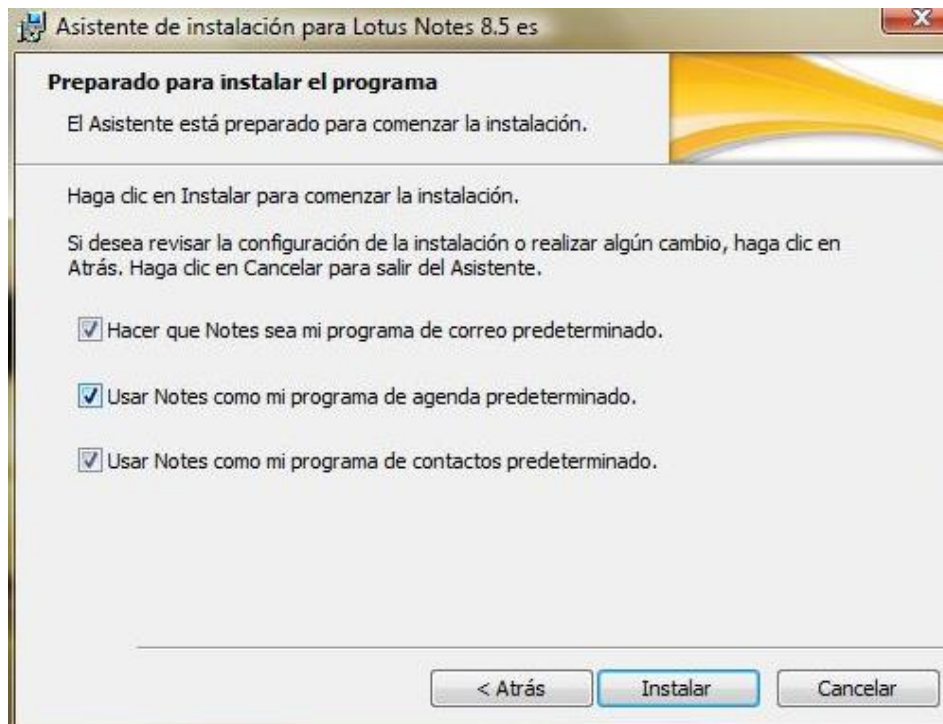 Asistente de instalación para Lotus Notes 8.5 es
Preparado para instalar el programa
El Asistente está preparado para comenzar la instalación.
Haga clic en Instalar para comenzar la instalación.
Si desea revisar la configuración de la instalación o realizar algún cambio, haga clic en
Atrás. Haga clic en Cancelar para salir del Asistente.
Hacer que Notes sea mi programa de correo predeterminado.
Usar Notes como mi programa de agenda predeterminado.
Usar Notes como mi programa de contactos predeterminado.
< Atrás Instalar Cancelar